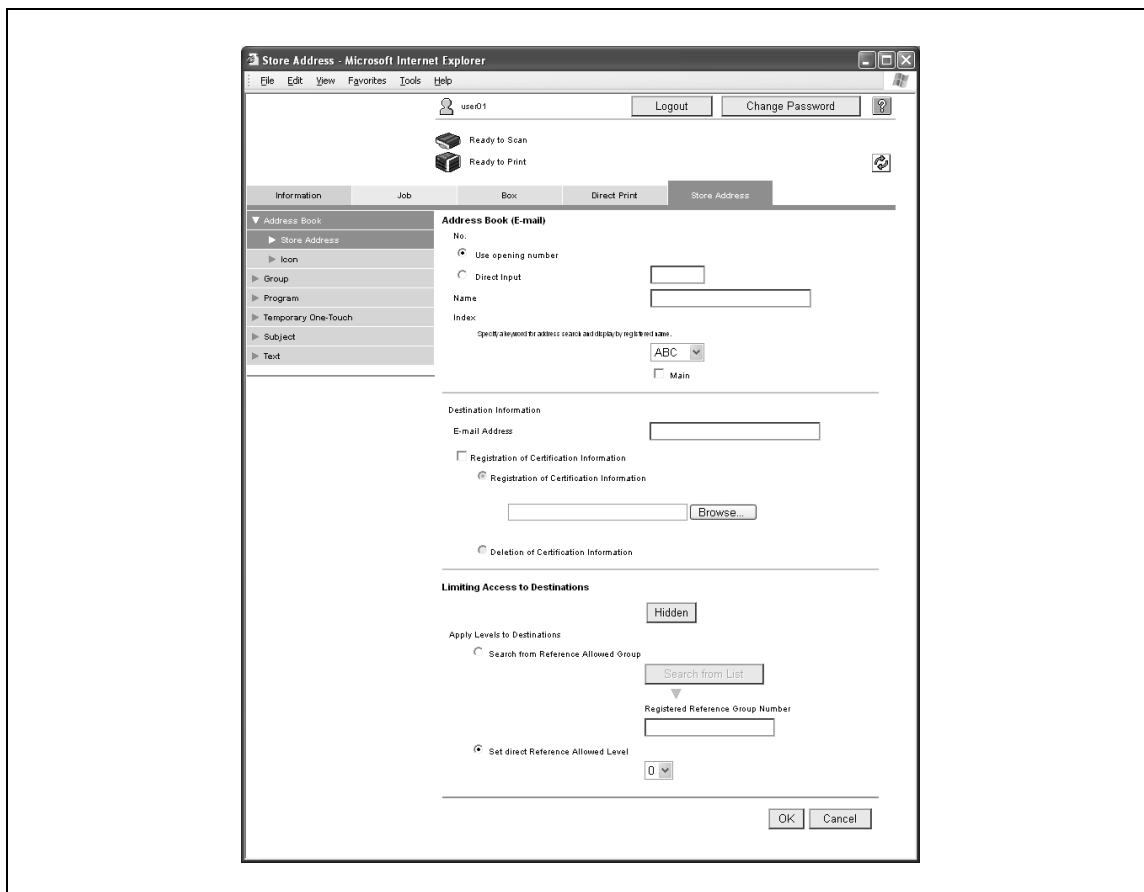 Store Address - Microsoft Internet Explorer
File Edit View Favorites Tools Help
user01 Logout Change Password ?
Ready to Scan
Ready to Print
Information Job Box Direct Print Store Address
Address Book
Store Address
Icon
Group
Program
Temporary One-Touch
Subject
Text
Address Book (E-mail)
No.
Use opening number
Direct Input
Name
Index
Specify a keyword for address search and display by registered name.
ABC
Main
Destination Information
E-mail Address
Registration of Certification Information
Registration of Certification Information
Browse...
Deletion of Certification Information
Limiting Access to Destinations
Hidden
Apply Levels to Destinations
Search from Reference Allowed Group
Search from List
Registered Reference Group Number
Set direct Reference Allowed Level
0
OK Cancel